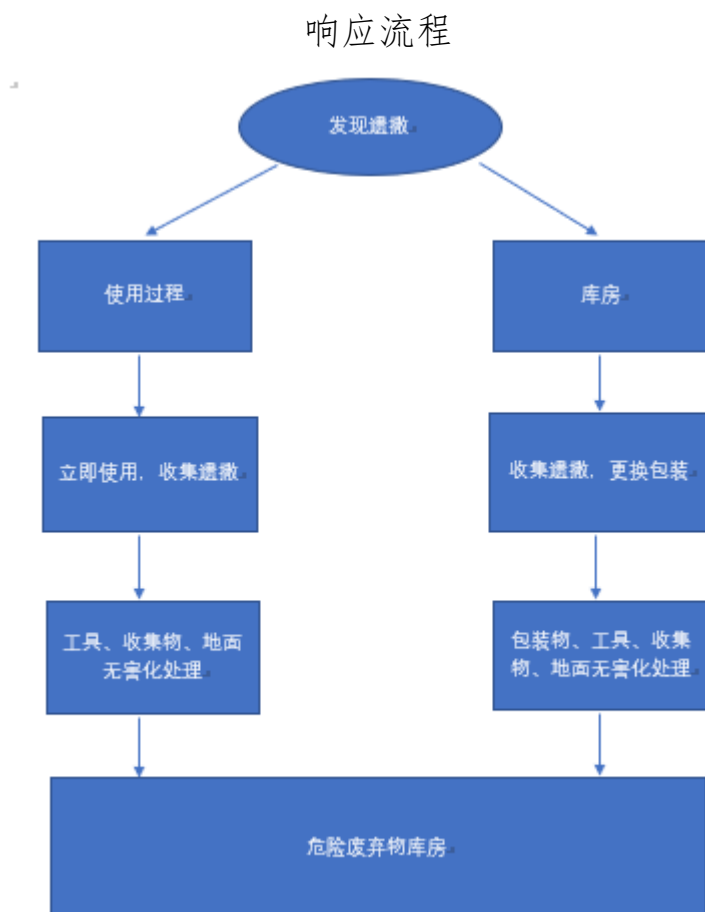 响应流程
发现遗撒
使用过程
库房
立即使用，收集遗撒
收集遗撒，更换包装
工具、收集物、地面
无害化处理
包装物、工具、收集
物、地面无害化处理
危险废弃物库房